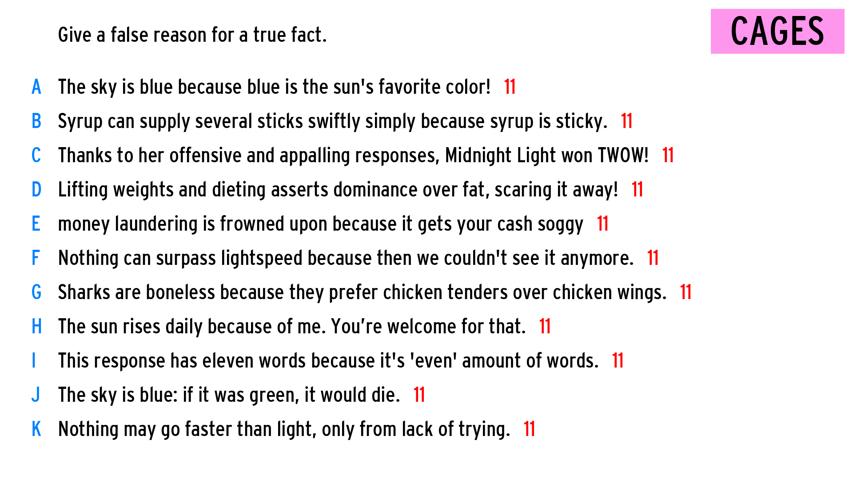 Give a false reason for a true fact.
CAGES
A The sky is blue because blue is the sun's favorite color! 11
B Syrup can supply several sticks swiftly simply because syrup is sticky. 11
C Thanks to her offensive and appalling responses, Midnight Light won TWOW! 11
D Lifting weights and dieting asserts dominance over fat, scaring it away! 11
E money laundering is frowned upon because it gets your cash soggy 11
F Nothing can surpass lightspeed because then we couldn't see it anymore. 11
G Sharks are boneless because they prefer chicken tenders over chicken wings. 11
H The sun rises daily because of me. You’re welcome for that. 11
I This response has eleven words because it's 'even' amount of words. 11
J The sky is blue: if it was green, it would die. 11
K Nothing may go faster than light, only from lack of trying. 11